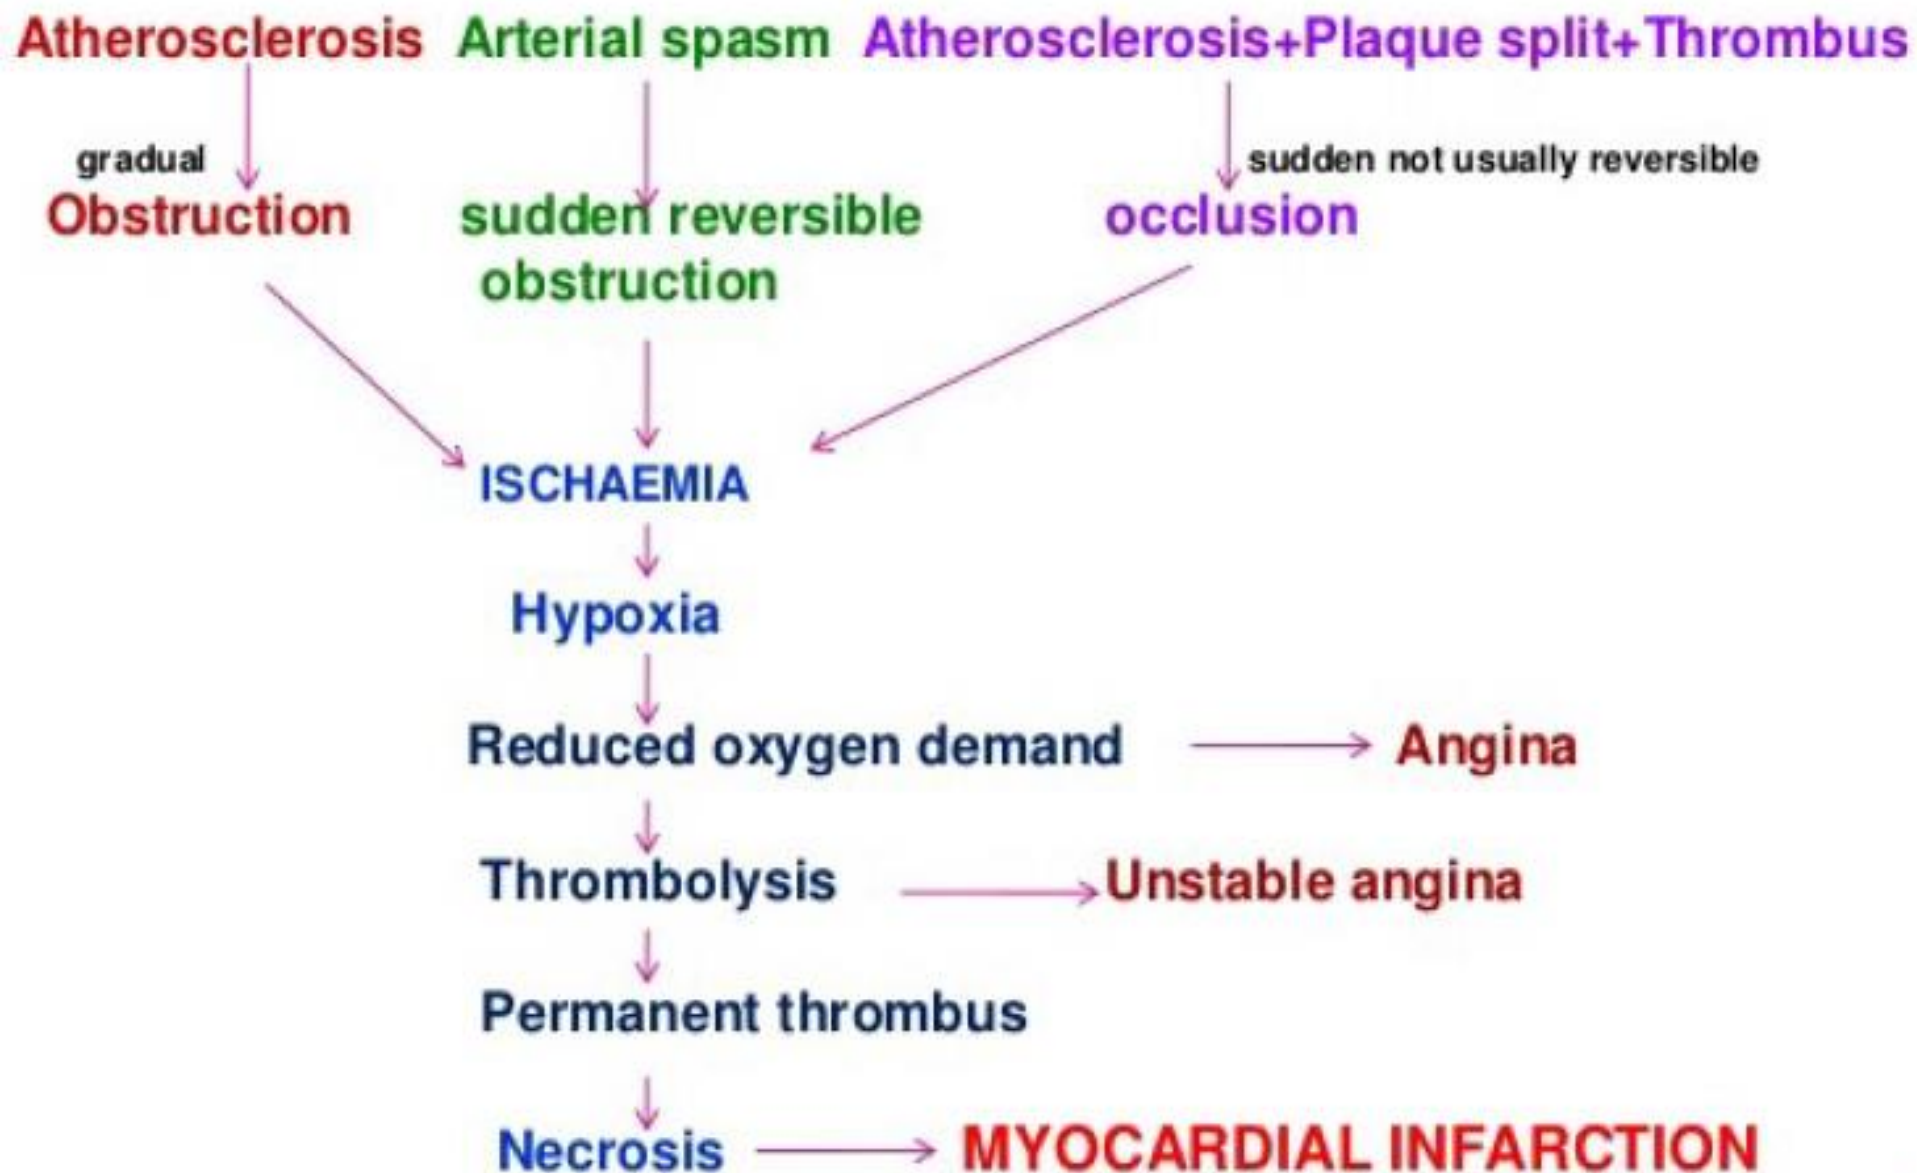 Atherosclerosis Arterial spasm Atherosclerosis+Plaque split+Thrombus
gradual sudden not usually reversible
Obstruction sudden reversible occlusion
obstruction
ISCHAEMIA
Hypoxia
Reduced oxygen demand Angina
Thrombolysis Unstable angina
Permanent thrombus
Necrosis MYOCARDIAL INFARCTION